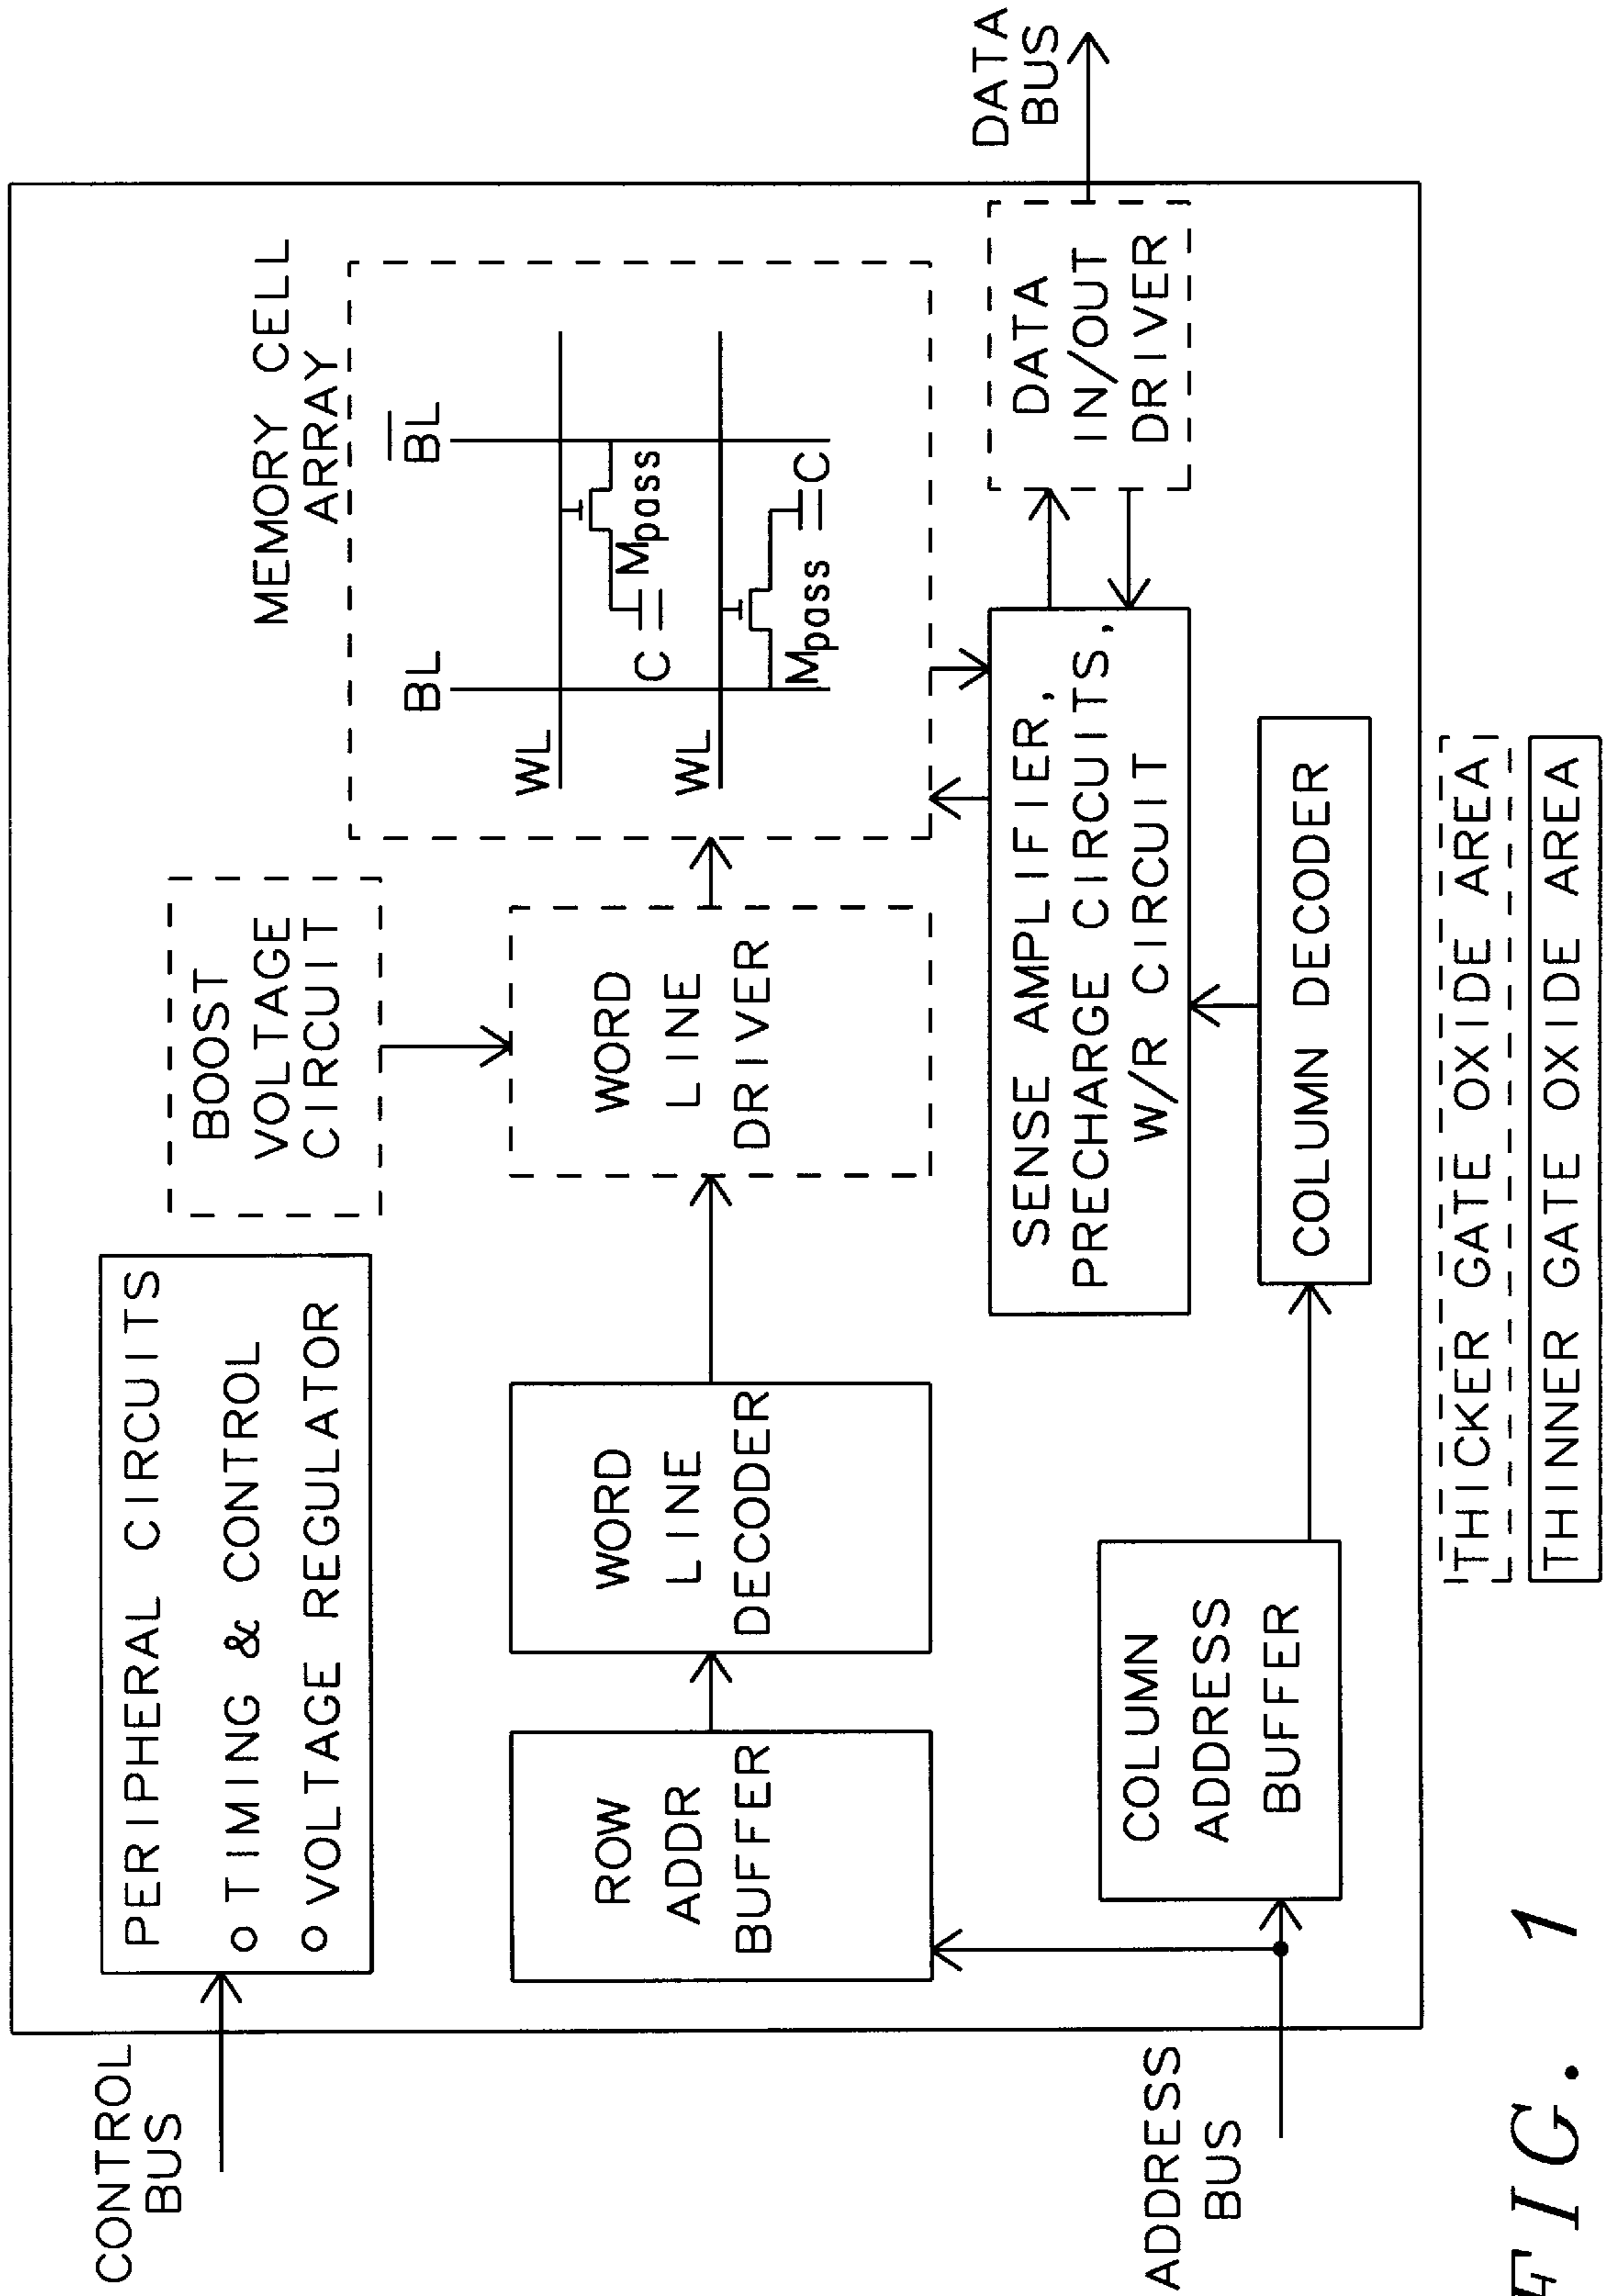 CONTROL
BUS
PERIPHERAL CIRCUITS
o TIMING & CONTROL
o VOLTAGE REGULATOR
BOOST
VOLTAGE
CIRCUIT
MEMORY CELL
ARRAY
BL
BL
WL
WL
C
Mpass
Mpass
C
ROW
ADDR
BUFFER
WORD
LINE
DECODER
WORD
LINE
DRIVER
SENSE AMPLIFIER,
PRECHARGE CIRCUITS,
W/R CIRCUIT
DATA
IN/OUT
DRIVER
DATA
BUS
ADDRESS
BUS
COLUMN
ADDRESS
BUFFER
COLUMN DECODER
THICKER GATE OXIDE AREA
THINNER GATE OXIDE AREA
FIG. 1